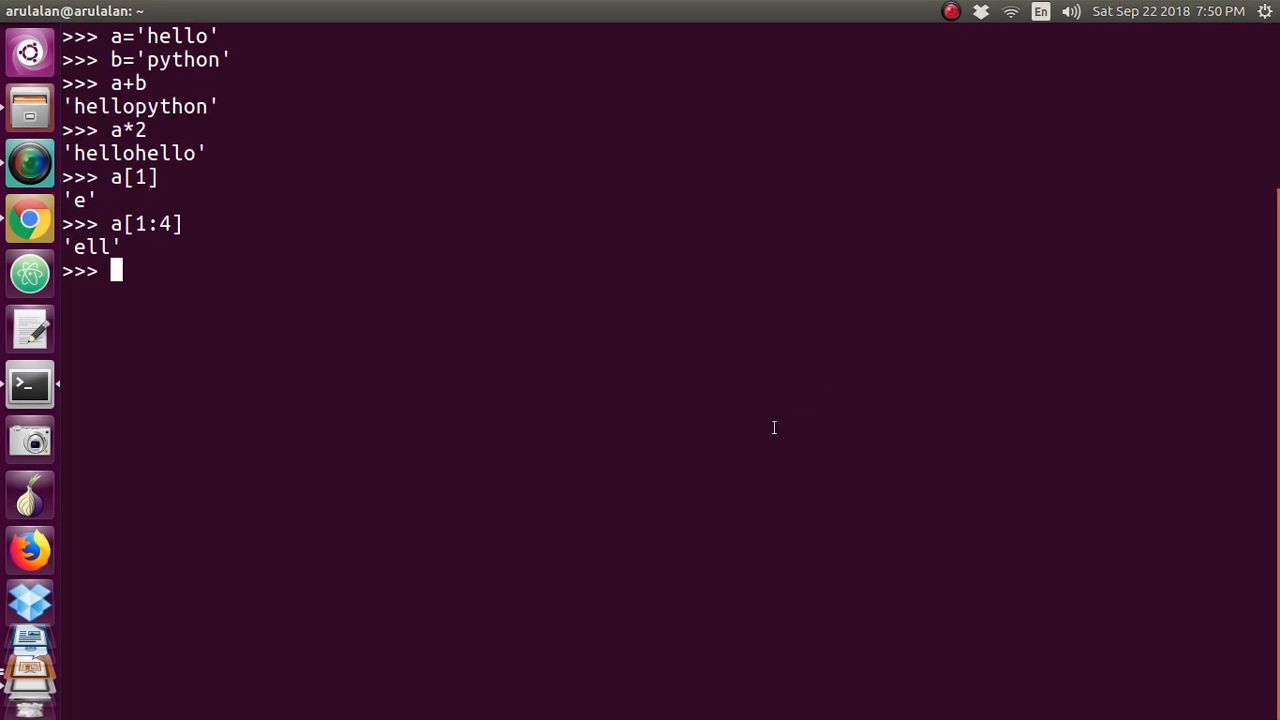 arulalan@arulalan: ~
En
Sat Sep 22 2018 7:50 PM
>>> a='hello'
>>> b='python'
>>> a+b
'hellopython'
>>> a*2
'hellohello'
>>> a[1]
'e'
>>> a[1:4]
'ell'
>>>
>_